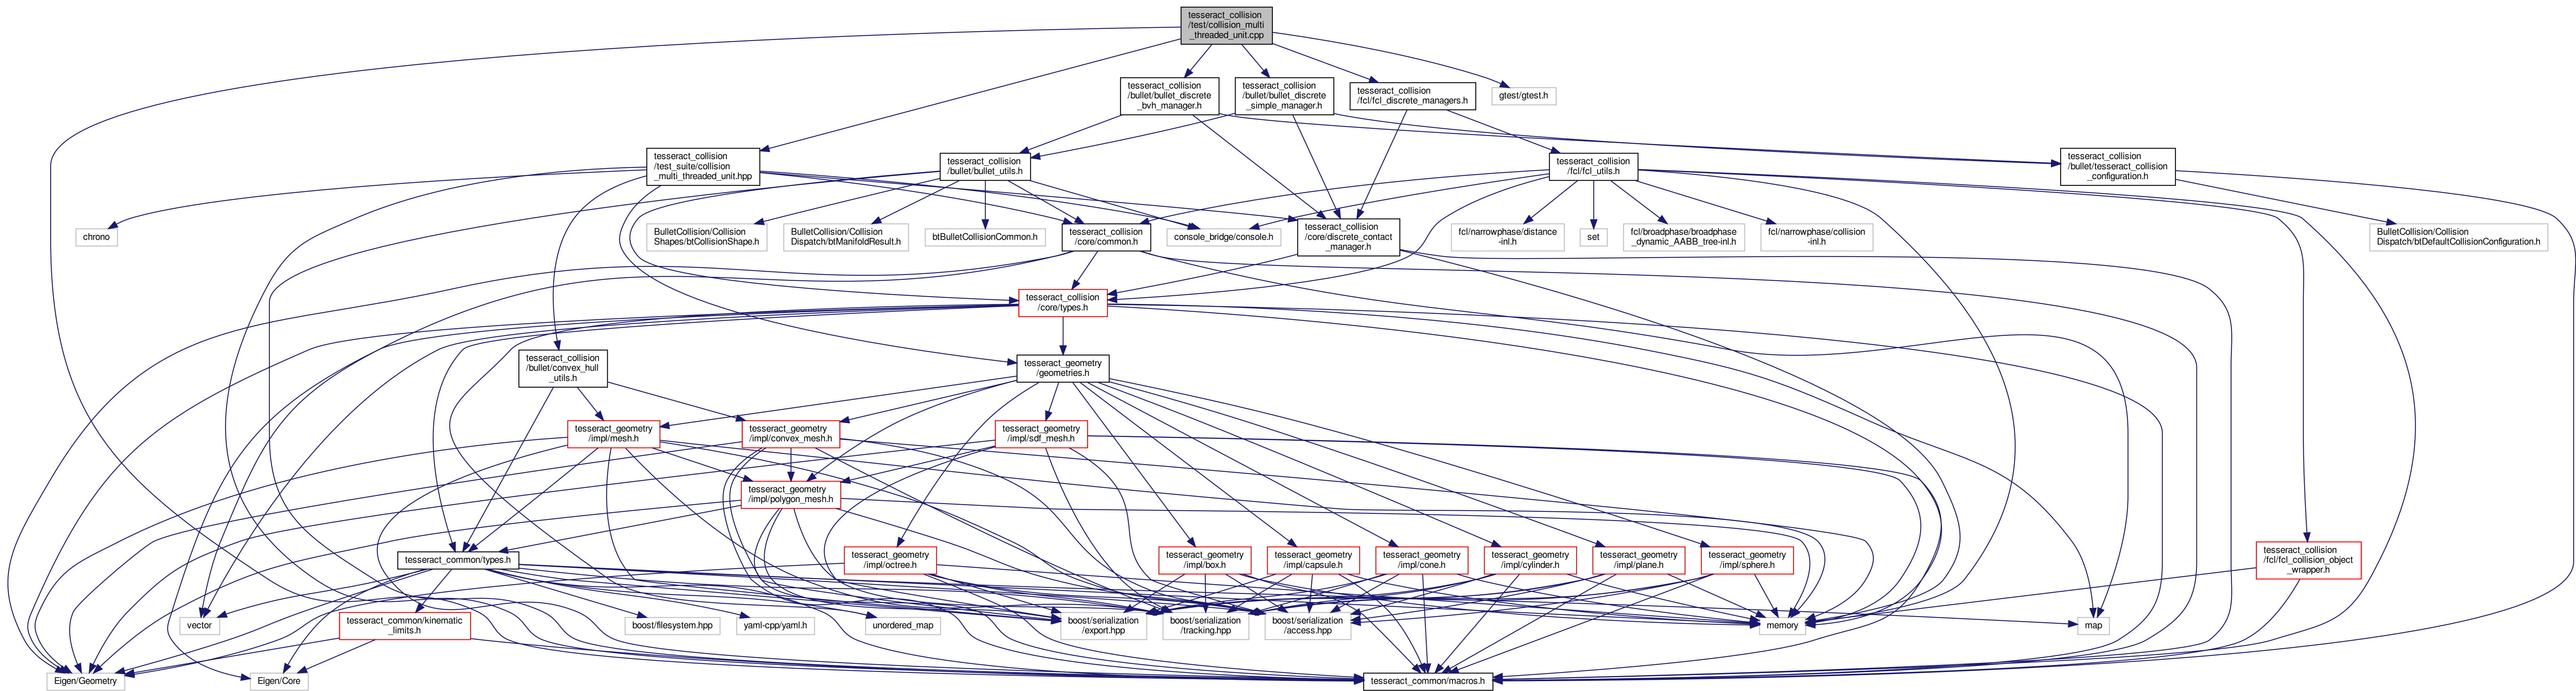 tesseract_collision
/test/collision_multi
_threaded_unit.cpp
tesseract_collision
/bullet/bullet_discrete
_bvh_manager.h
tesseract_collision
/bullet/bullet_discrete
_simple_manager.h
tesseract_collision
/fcl/fcl_discrete_managers.h
gtest/gtest.h
tesseract_collision
/test_suite/collision
_multi_threaded_unit.hpp
tesseract_collision
/bullet/bullet_utils.h
tesseract_collision
/fcl/fcl_utils.h
tesseract_collision
/bullet/tesseract_collision
_configuration.h
chrono
BulletCollision/Collision
Shapes/btCollisionShape.h
BulletCollision/Collision
Dispatch/btManifoldResult.h
btBulletCollisionCommon.h
tesseract_collision
/core/common.h
console_bridge/console.h
tesseract_collision
/core/discrete_contact
_manager.h
fcl/narrowphase/distance
-inl.h
set
fcl/broadphase/broadphase
_dynamic_AABB_tree-inl.h
fcl/narrowphase/collision
-inl.h
BulletCollision/Collision
Dispatch/btDefaultCollisionConfiguration.h
tesseract_collision
/core/types.h
tesseract_collision
/bullet/convex_hull
_utils.h
tesseract_geometry
/geometries.h
tesseract_geometry
/impl/mesh.h
tesseract_geometry
/impl/convex_mesh.h
tesseract_geometry
/impl/sdf_mesh.h
tesseract_geometry
/impl/polygon_mesh.h
tesseract_common/types.h
tesseract_geometry
/impl/octree.h
tesseract_geometry
/impl/box.h
tesseract_geometry
/impl/capsule.h
tesseract_geometry
/impl/cone.h
tesseract_geometry
/impl/cylinder.h
tesseract_geometry
/impl/plane.h
tesseract_geometry
/impl/sphere.h
tesseract_collision
/fcl/fcl_collision_object
_wrapper.h
vector
tesseract_common/kinematic
_limits.h
boost/filesystem.hpp
yaml-cpp/yaml.h
unordered_map
boost/serialization
/export.hpp
boost/serialization
/tracking.hpp
boost/serialization
/access.hpp
memory
map
Eigen/Geometry
Eigen/Core
tesseract_common/macros.h